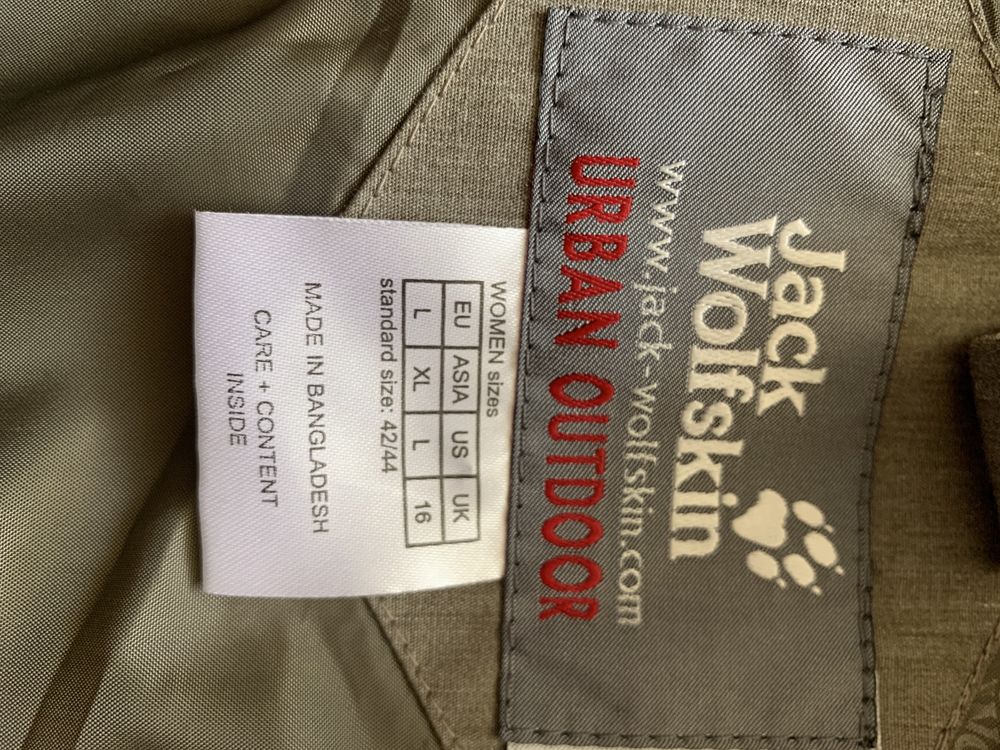 Jack
Wolfskin
www.jack-wolfskin.com
URBAN OUTDOOR
WOMEN sizes
EU ASIA US UK
L XL L 16
standard size: 42/44
MADE IN BANGLADESH
CARE + CONTENT
INSIDE